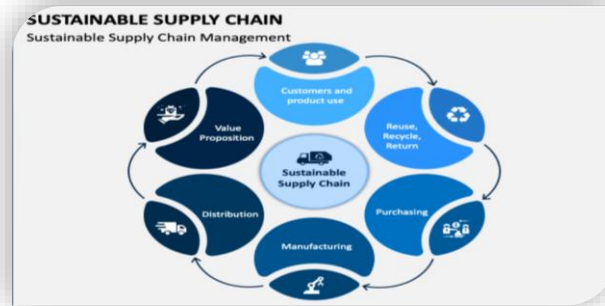 SUSTAINABLE SUPPLY CHAIN
Sustainable Supply Chain Management
Customers and
product use
Value
Proposition
Reuse,
Recycle,
Return
Sustainable
Supply Chain
Distribution
Purchasing
Manufacturing